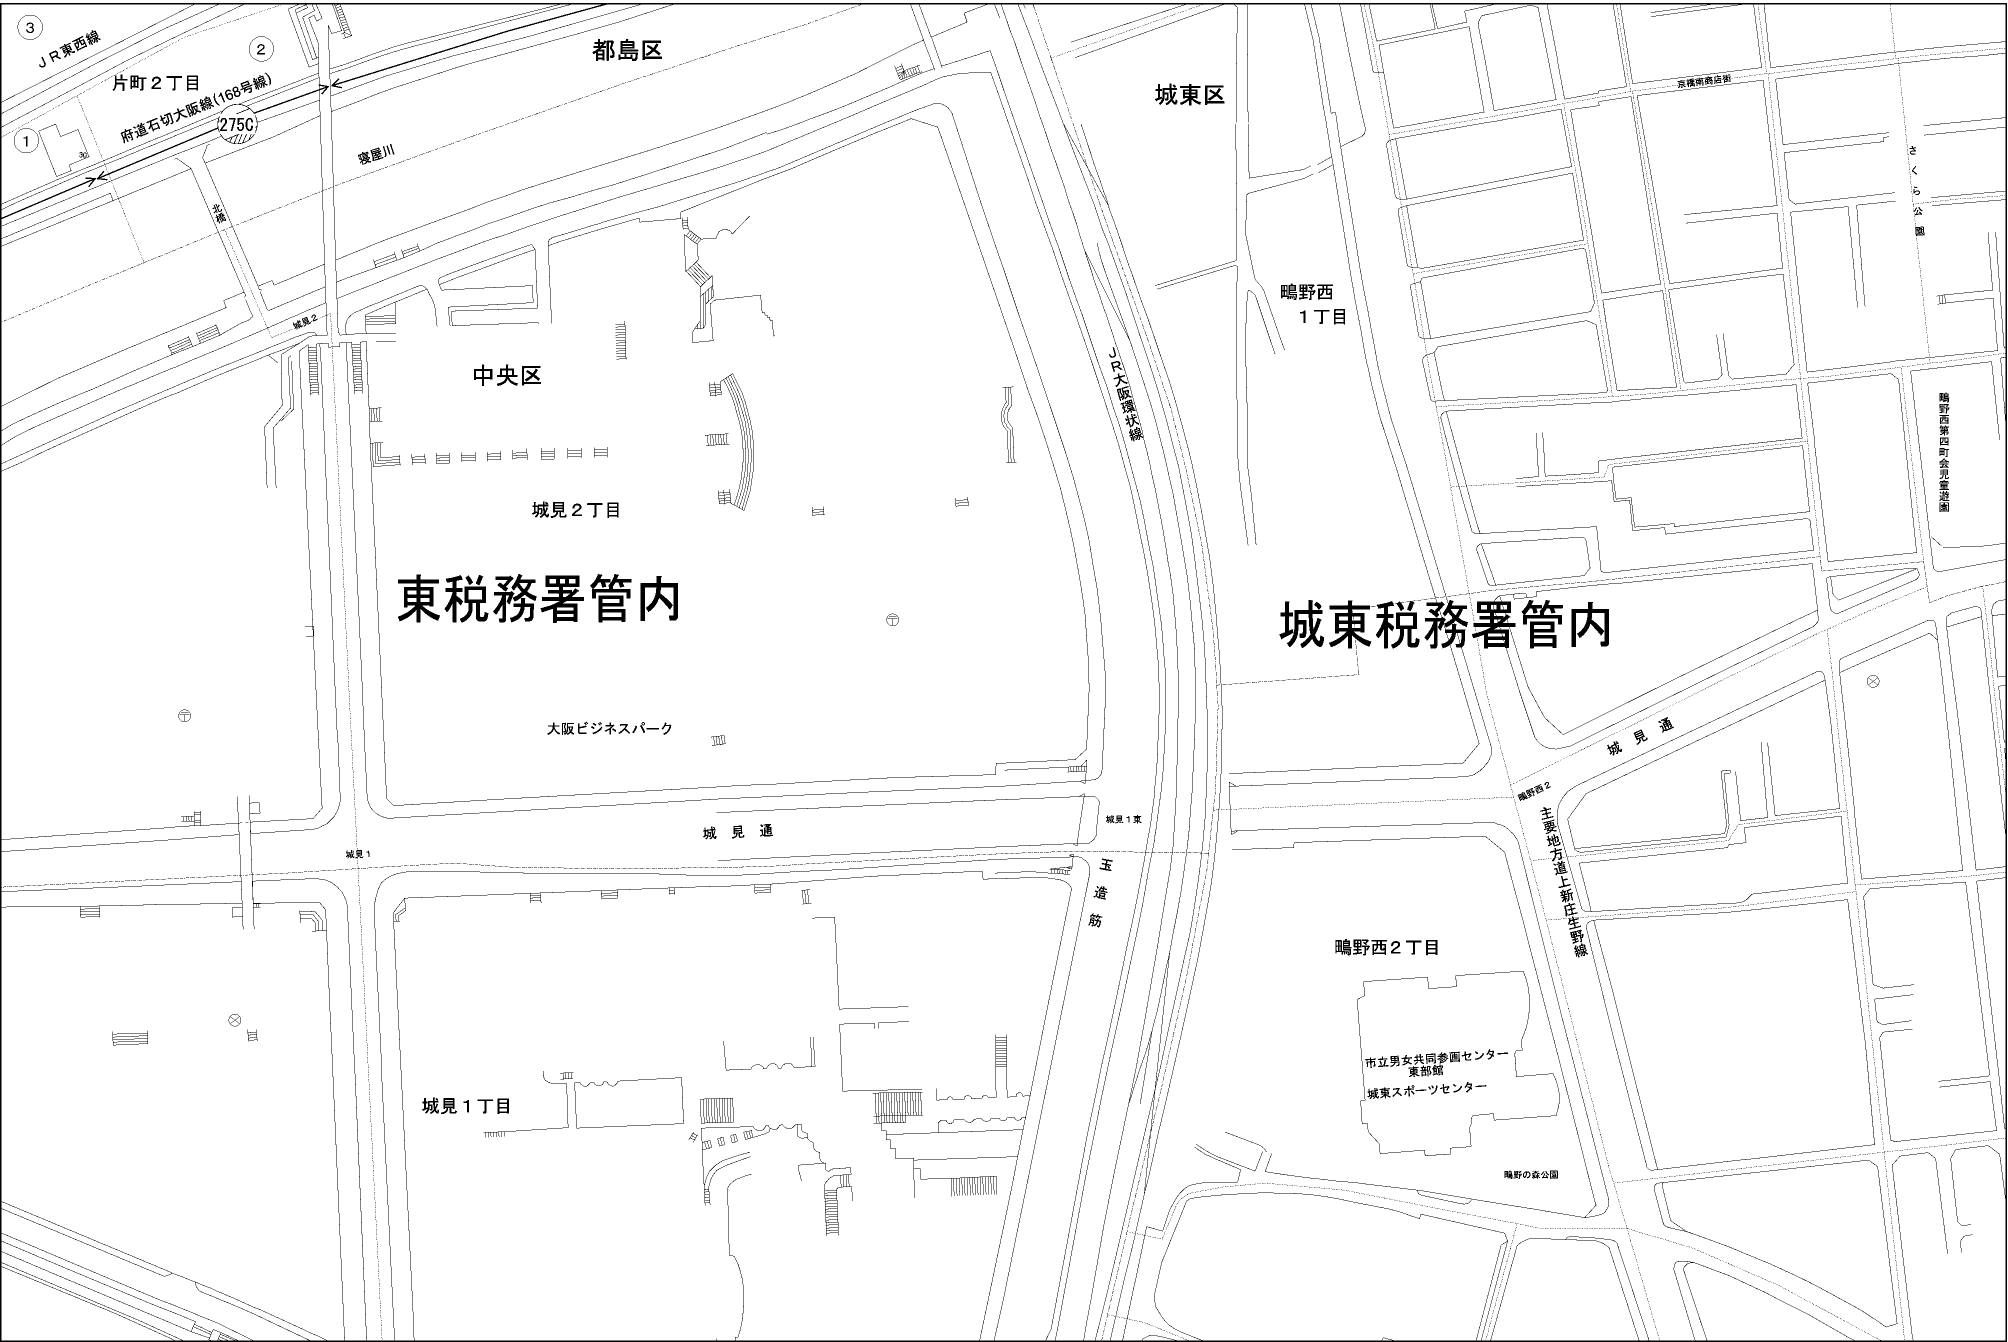 3
JR東西線
2
都島区
片町2丁目
城東区
府道石切大阪線(168号線)
275C
京橋南商店街
1
寝屋川
さくら公園
北橋
鴫野西
1丁目
城見2
JR大阪環状線
中央区
鴫野西第四町会児童遊園
城見2丁目
東税務署管内
城東税務署管内
大阪ビジネスパーク
城見通
鴫野西2
主要地方道上新庄生野線
城見通
城見1東
城見1
玉造筋
鴫野西2丁目
市立男女共同参画センター
東部館
城東スポーツセンター
城見1丁目
鴫野の森公園